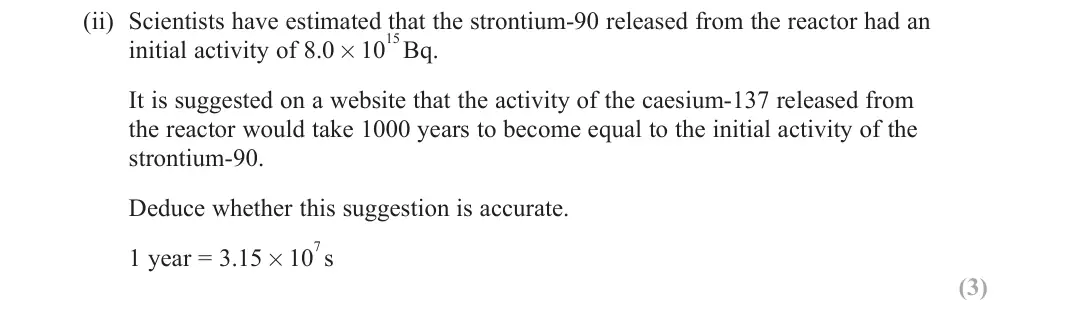 (ii) Scientists have estimated that the strontium-90 released from the reactor had an
initial activity of 8.0 × 10¹⁵ Bq.
It is suggested on a website that the activity of the caesium-137 released from
the reactor would take 1000 years to become equal to the initial activity of the
strontium-90.
Deduce whether this suggestion is accurate.
1 year = 3.15 × 10⁷ s
(3)